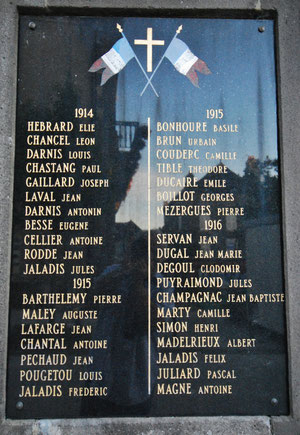 1914
HEBRARD ELIE
CHANCEL LEON
DARNIS LOUIS
CHASTANG PAUL
GAILLARD JOSEPH
LAVAL JEAN
DARNIS ANTONIN
BESSE EUGENE
CELLIER ANTOINE
RODDE JEAN
JALADIS JULES
1915
BARTHELEMY PIERRE
MALEY AUGUSTE
LAFARGE JEAN
CHANTAL ANTOINE
PECHAUD JEAN
POUGETOU LOUIS
JALADIS FREDERIC
1915
BONHOURE BASILE
BRUN URBAIN
COUDERC CAMILLE
TIBLE THEODORE
DUCAIRE EMILE
BOILLOT GEORGES
MEZERGUES PIERRE
1916
SERVAN JEAN
DUGAL JEAN MARIE
DEGOUL CLODOMIR
PUYRAIMOND JULES
CHAMPAGNAC JEAN BAPTISTE
MARTY CAMILLE
SIMON HENRI
MADELRIEUX ALBERT
JALADIS FELIX
JULIARD PASCAL
MAGNE ANTOINE